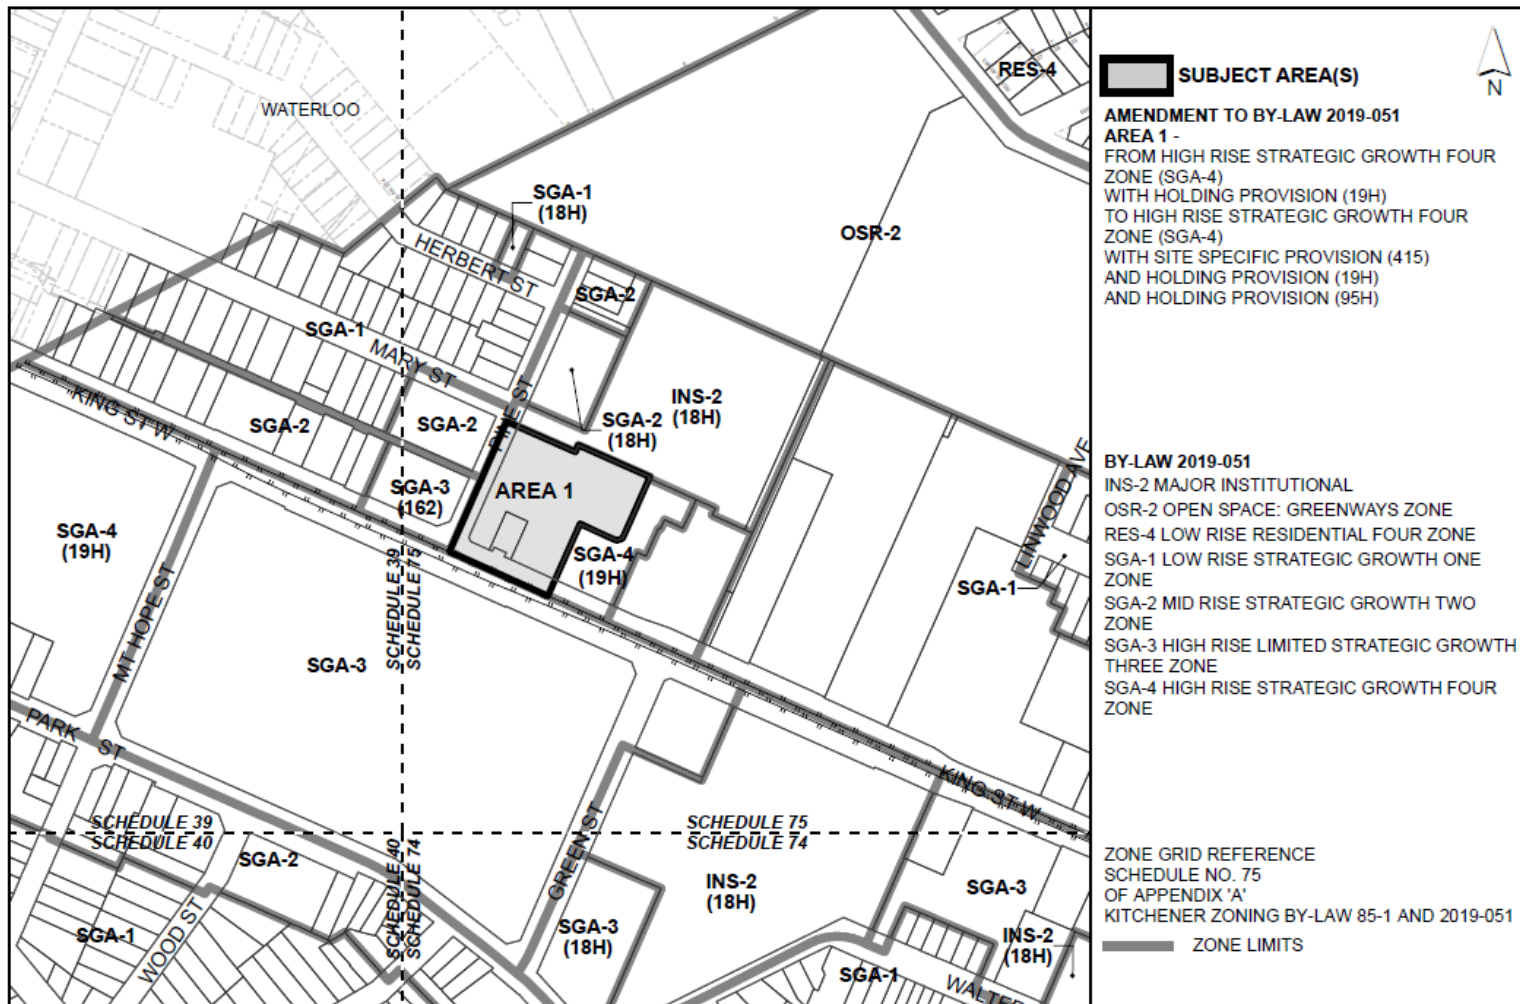 WATERLOO
RES-4
SGA-1
(18H)
OSR-2
HERBERT ST
SGA-2
SGA-1
MARY ST
PINE ST
INS-2
(18H)
KING ST W
SGA-2
SGA-2
SGA-2
(18H)
SGA-3
(162)
AREA 1
SGA-4
(19H)
SGA-4
(19H)
LINWOOD AVE
SGA-1
MT HOPE ST
SCHEDULE 39
SCHEDULE 75
SGA-3
PARK ST
KING ST W
GREEN ST
SCHEDULE 39
SCHEDULE 40
SCHEDULE 75
SCHEDULE 74
SCHEDULE 40
SCHEDULE 74
SGA-2
INS-2
(18H)
SGA-3
SGA-1
WOOD ST
SGA-3
(18H)
INS-2
(18H)
SGA-1
WALTER
SUBJECT AREA(S)
N
AMENDMENT TO BY-LAW 2019-051
AREA 1 -
FROM HIGH RISE STRATEGIC GROWTH FOUR
ZONE (SGA-4)
WITH HOLDING PROVISION (19H)
TO HIGH RISE STRATEGIC GROWTH FOUR
ZONE (SGA-4)
WITH SITE SPECIFIC PROVISION (415)
AND HOLDING PROVISION (19H)
AND HOLDING PROVISION (95H)
BY-LAW 2019-051
INS-2 MAJOR INSTITUTIONAL
OSR-2 OPEN SPACE: GREENWAYS ZONE
RES-4 LOW RISE RESIDENTIAL FOUR ZONE
SGA-1 LOW RISE STRATEGIC GROWTH ONE
ZONE
SGA-2 MID RISE STRATEGIC GROWTH TWO
ZONE
SGA-3 HIGH RISE LIMITED STRATEGIC GROWTH
THREE ZONE
SGA-4 HIGH RISE STRATEGIC GROWTH FOUR
ZONE
ZONE GRID REFERENCE
SCHEDULE NO. 75
OF APPENDIX 'A'
KITCHENER ZONING BY-LAW 85-1 AND 2019-051
ZONE LIMITS